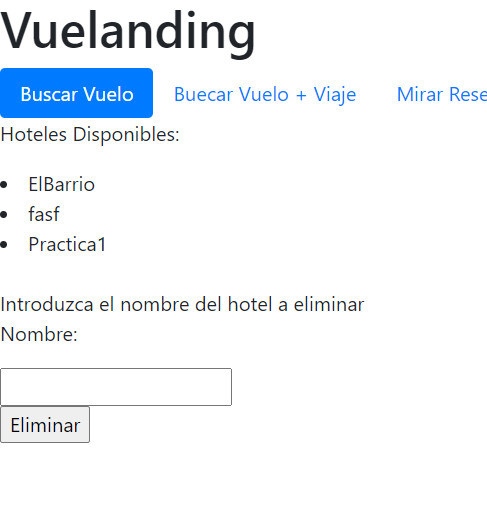 Vuelanding
Buscar Vuelo Buecar Vuelo + Viaje Mirar Rese
Hoteles Disponibles:
ElBarrio
fasf
Practica1
Introduzca el nombre del hotel a eliminar
Nombre:
Eliminar